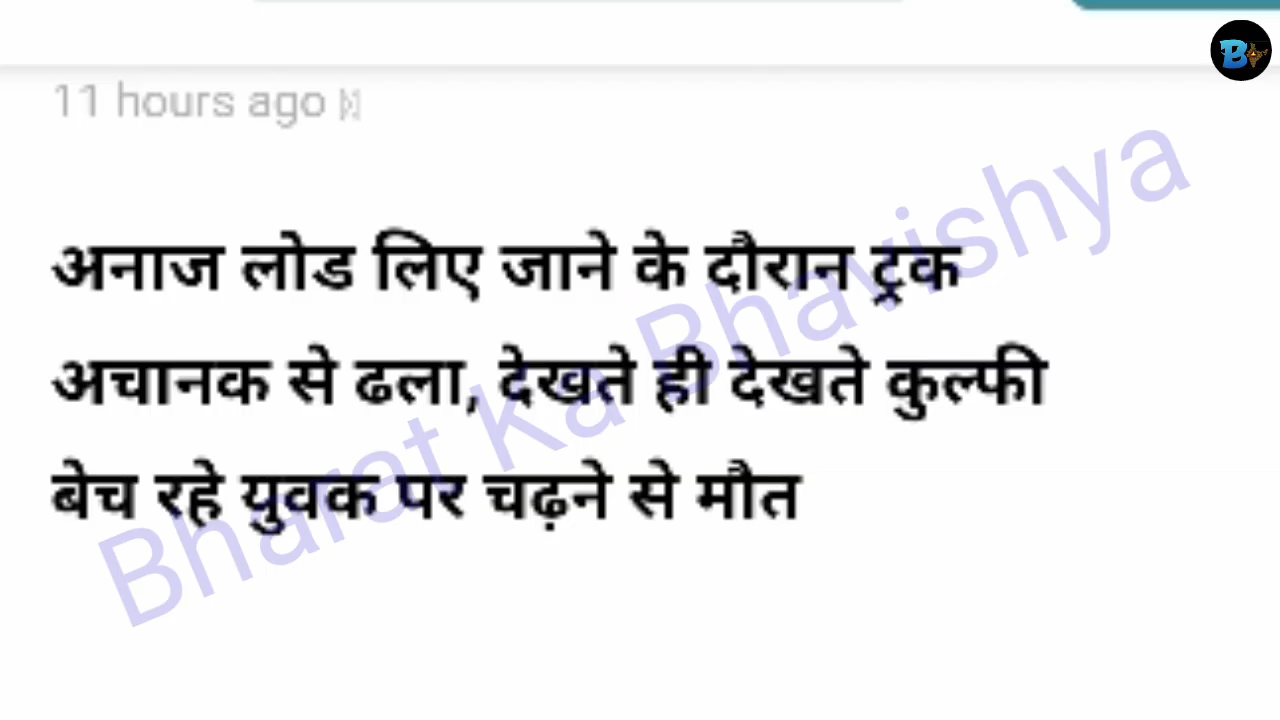 11 hours ago
अनाज लोड लिए जाने के दौरान ट्रक
अचानक से ढला, देखते ही देखते कुल्फी
बेच रहे युवक पर चढ़ने से मौत
Bharat Ka Bhavishya
B